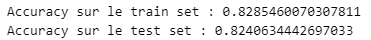 Accuracy sur le train set : 0.8285460070307811
Accuracy sur le test set : 0.8240634442697033